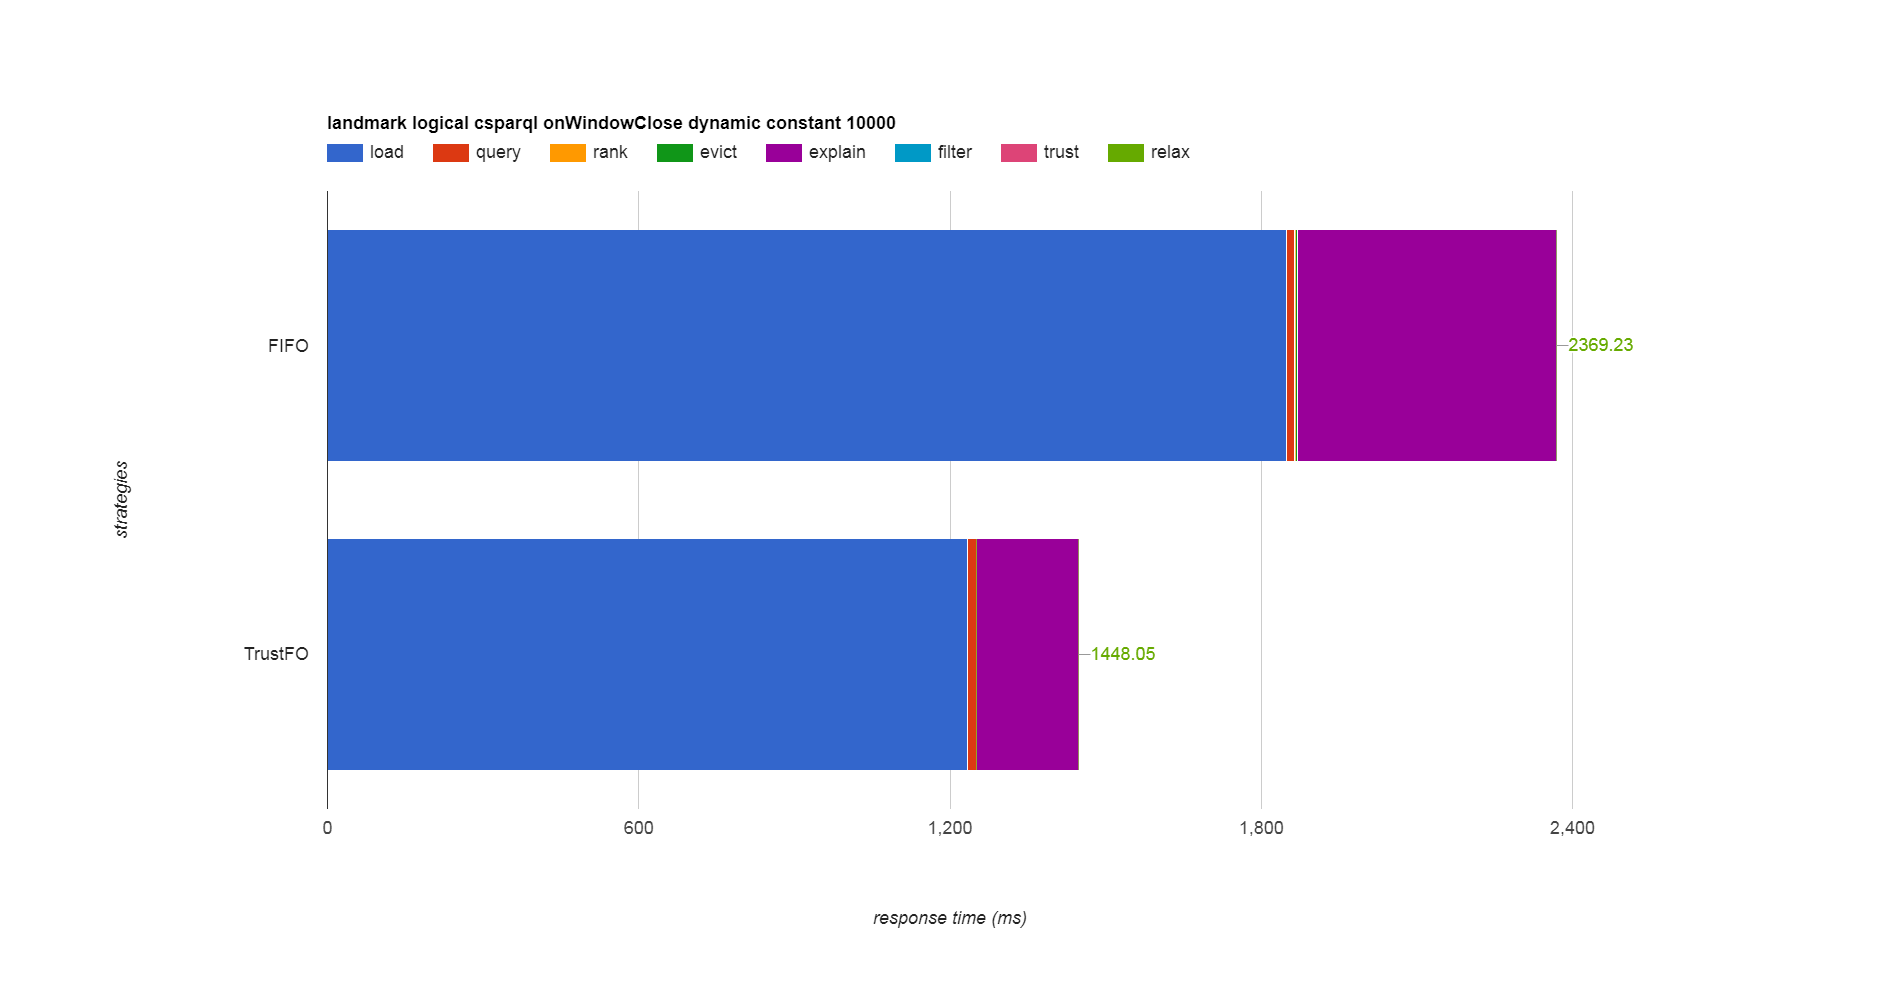 landmark logical csparql onWindowClose dynamic constant 10000
load query rank evict explain filter trust relax
FIFO
2369.23
strategies
TrustFO
1448.05
0 600 1,200 1,800 2,400
response time (ms)